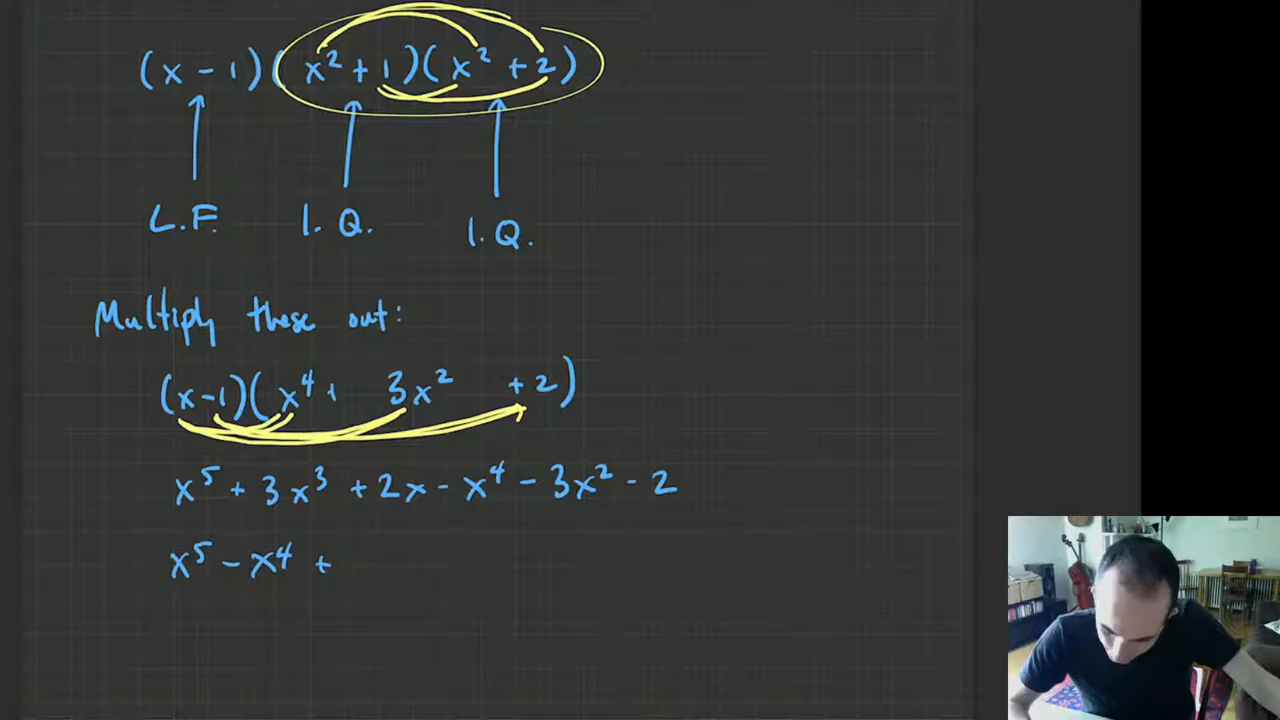 (x - 1)(x² + 1)(x² + 2)
L.F. I.Q. I.Q.
Multiply these out:
(x-1)(x⁴ + 3x² + 2)
x⁵ + 3x³ + 2x - x⁴ - 3x² - 2
x⁵ - x⁴ +